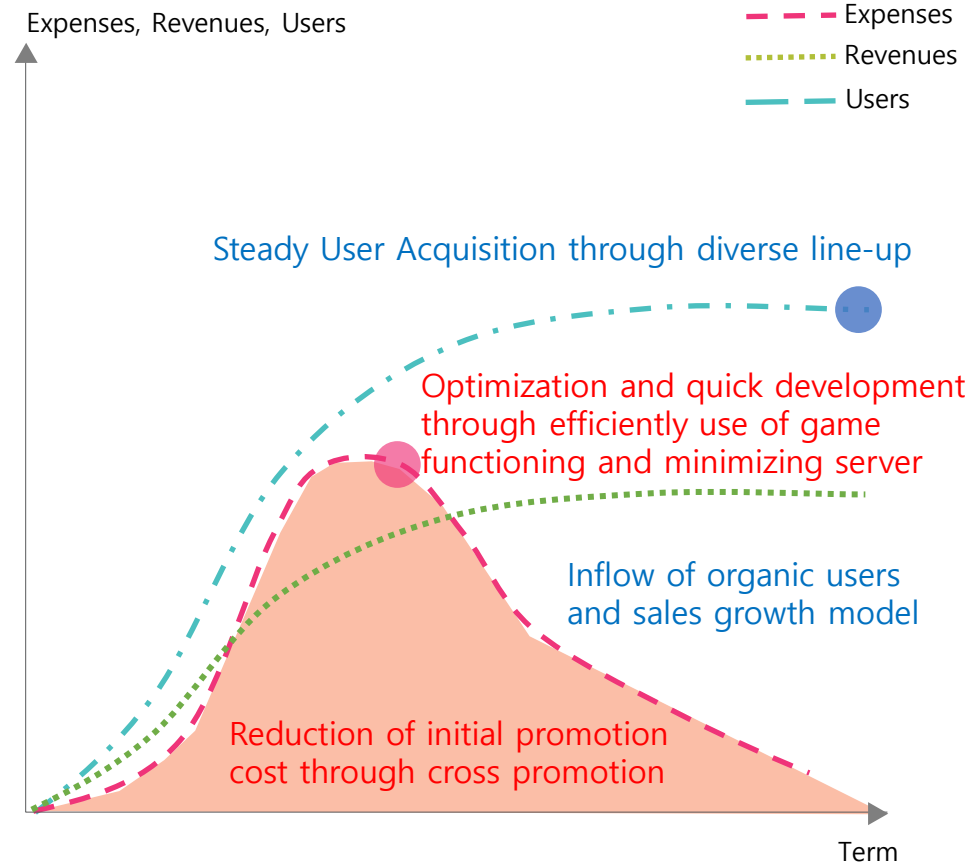 Expenses, Revenues, Users
Expenses
Revenues
Users
Steady User Acquisition through diverse line-up
Optimization and quick development
through efficiently use of game
functioning and minimizing server
Inflow of organic users
and sales growth model
Reduction of initial promotion
cost through cross promotion
Term